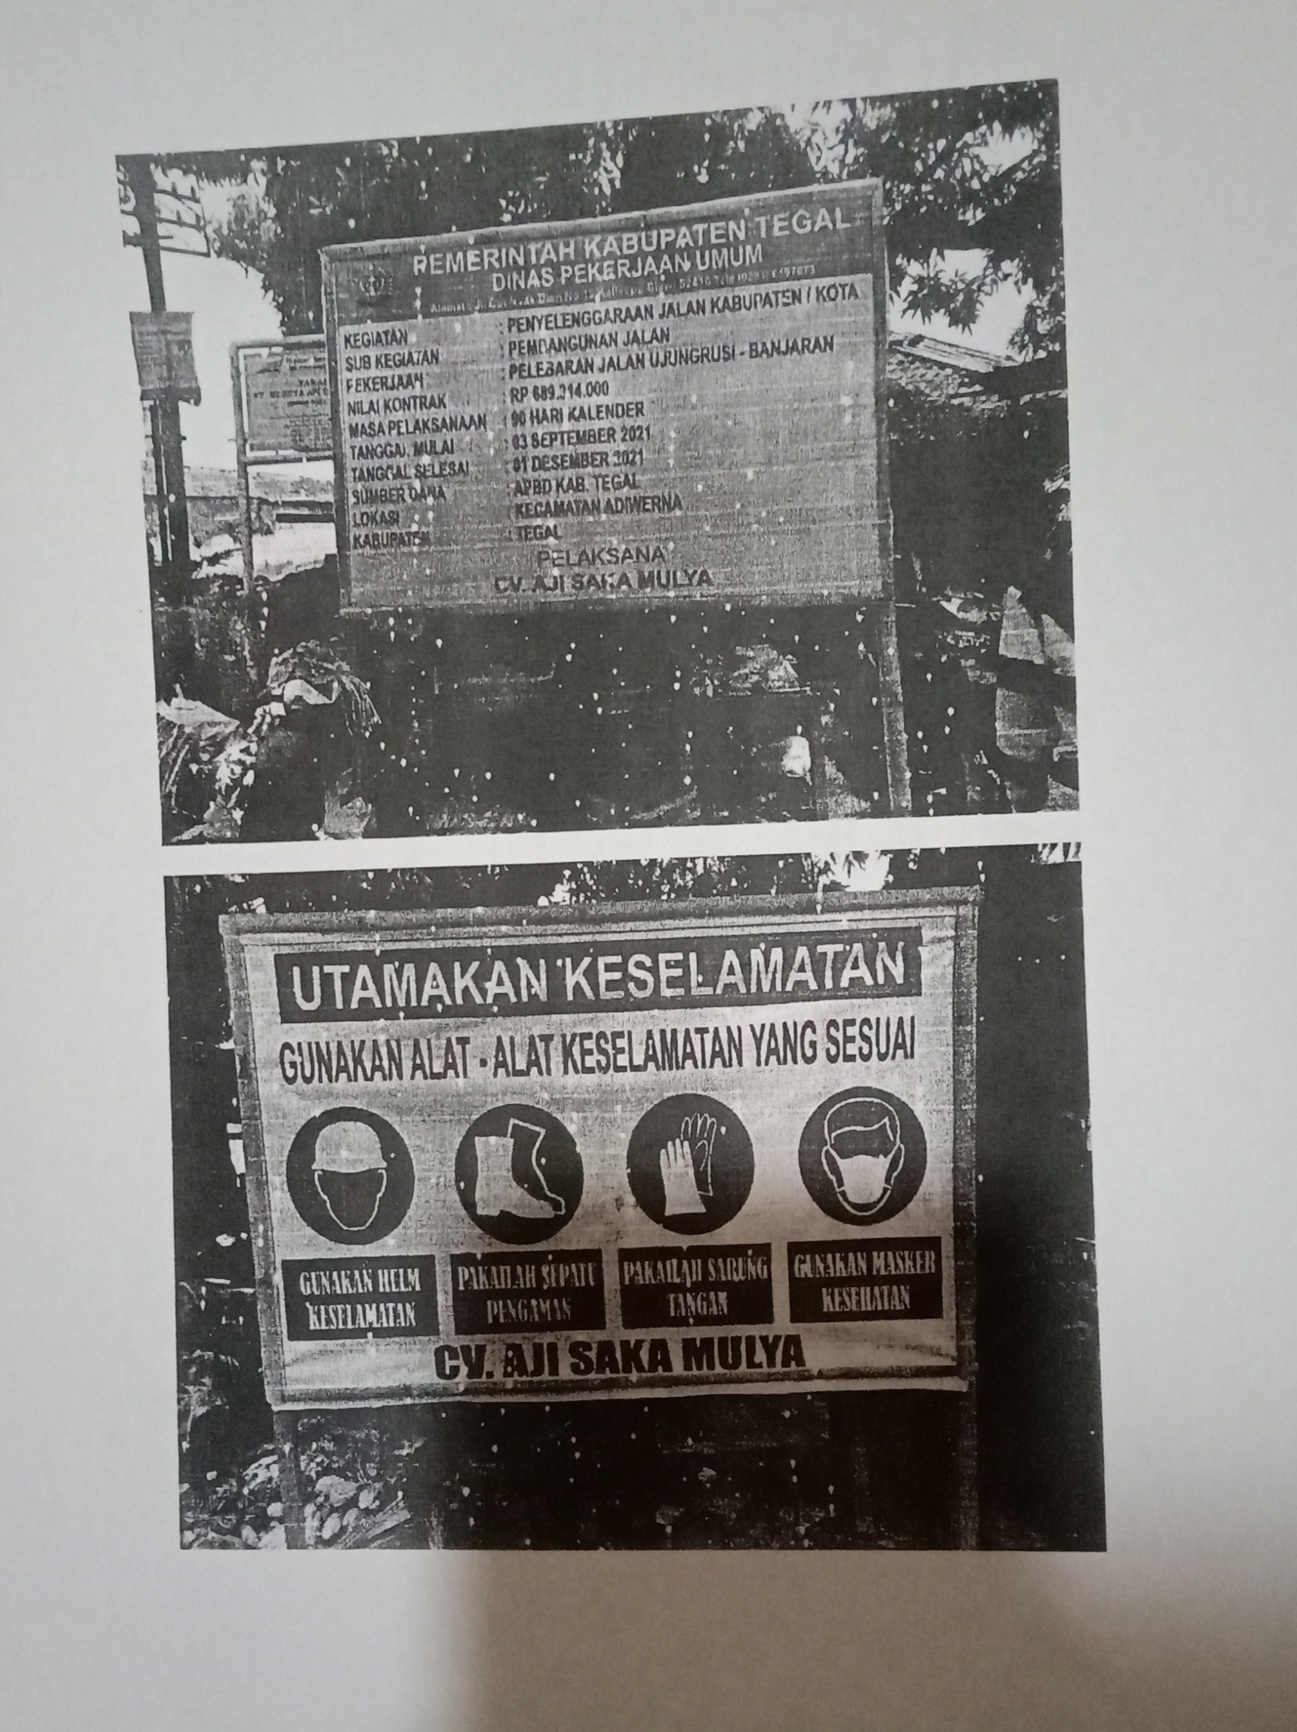 PEMERINTAH KABUPATEN TEGAL
DINAS PEKERJAAN UMUM
KEGIATAN : PENYELENGGARAAN JALAN KABUPATEN / KOTA
SUB KEGIATAN : PEMBANGUNAN JALAN
PEKERJAAN : PELEBARAN JALAN UJUNGRUSI - BANJARAN
NILAI KONTRAK : RP 689.214.000
MASA PELAKSANAAN : 90 HARI KALENDER
TANGGAL MULAI : 03 SEPTEMBER 2021
TANGGAL SELESAI : 01 DESEMBER 2021
SUMBER DANA : APBD KAB. TEGAL
LOKASI : KECAMATAN ADIWERNA
KABUPATEN : TEGAL
PELAKSANA
CV. AJI SAKA MULYA
UTAMAKAN KESELAMATAN
GUNAKAN ALAT - ALAT KESELAMATAN YANG SESUAI
GUNAKAN HELM
KESELAMATAN
PAKAILAH SEPATU
PENGAMAN
PAKAILAH SARUNG
TANGAN
GUNAKAN MASKER
KESEHATAN
CV. AJI SAKA MULYA